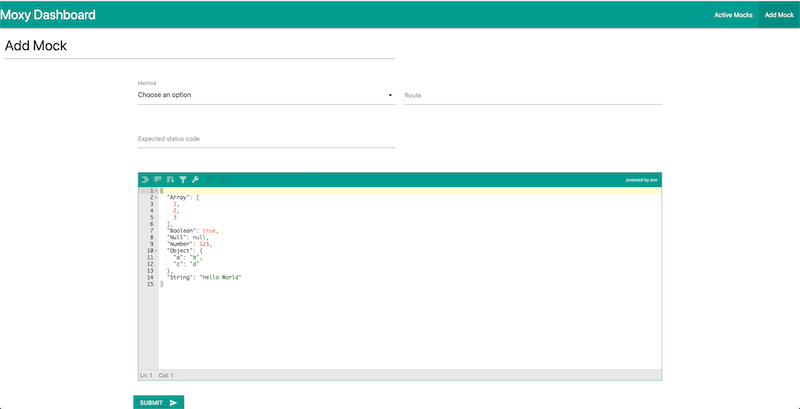 Moxy Dashboard
Active Mocks
Add Mock
Add Mock
Method
Choose an option
Route
Expected status code
powered by ace
1 {
2 "Array": [
3 1,
4 2,
5 3
6 ],
7 "Boolean": true,
8 "Null": null,
9 "Number": 123,
10 "Object": {
11 "a": "b",
12 "c": "d"
13 },
14 "String": "Hello World"
15 }
Ln: 1 Col: 1
SUBMIT